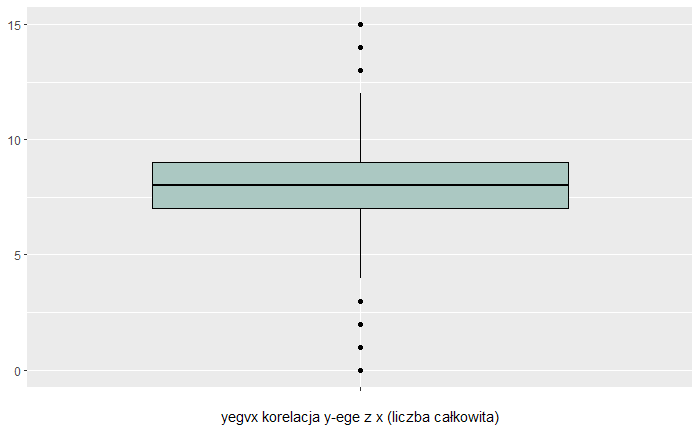 15
10
5
0
yegvx korelacja y-ege z x (liczba całkowita)